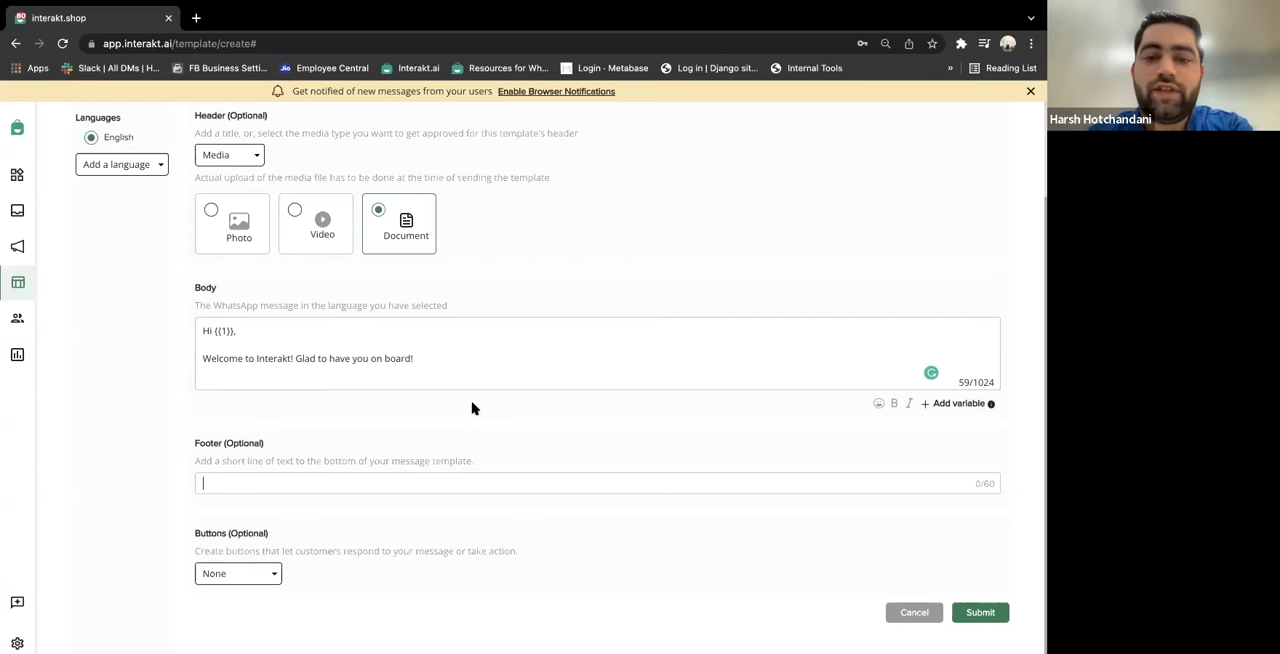 interakt.shop
app.interakt.ai/template/create#
Apps
Slack | All DMs | H...
FB Business Setti...
Jio
Employee Central
Interakt.ai
Resources for Wh...
Login · Metabase
Log in | Django sit...
Internal Tools
»
Reading List
Get notified of new messages from your users Enable Browser Notifications
Harsh Hotchandani
Languages
English
Add a language
Header (Optional)
Add a title, or, select the media type you want to get approved for this template's header
Media
Actual upload of the media file has to be done at the time of sending the template
Photo
Video
Document
Body
The WhatsApp message in the language you have selected
Hi {{1}},
Welcome to Interakt! Glad to have you on board!
59/1024
B I + Add variable
Footer (Optional)
Add a short line of text to the bottom of your message template.
0/60
Buttons (Optional)
Create buttons that let customers respond to your message or take action.
None
Cancel
Submit